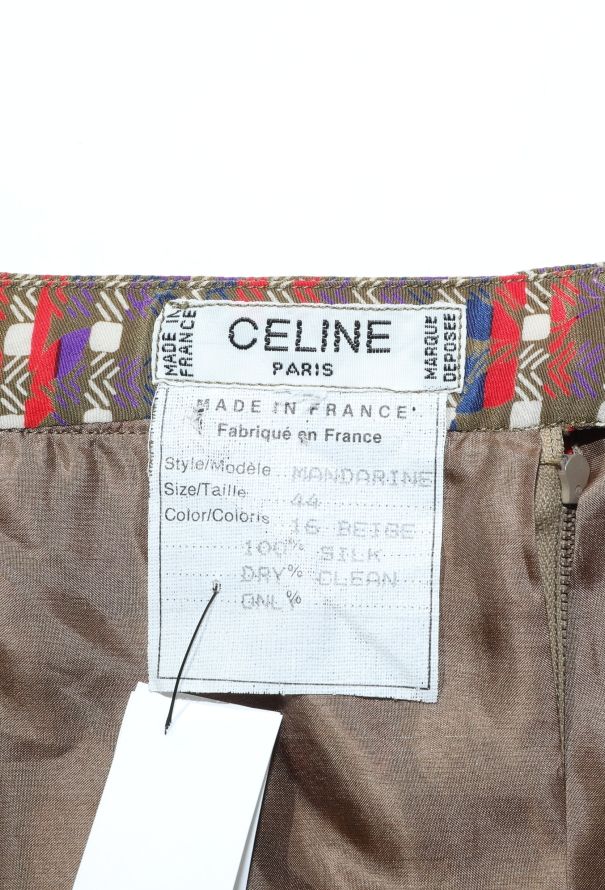 MADE IN FRANCE
CELINE
PARIS
MARQUE DEPOSEE
MADE IN FRANCE
Fabriqué en France
Style/Modèle MANDARINE
Size/Taille 44
Color/Coloris 16 BEIGE
100% SILK
DRY% CLEAN
ONL%